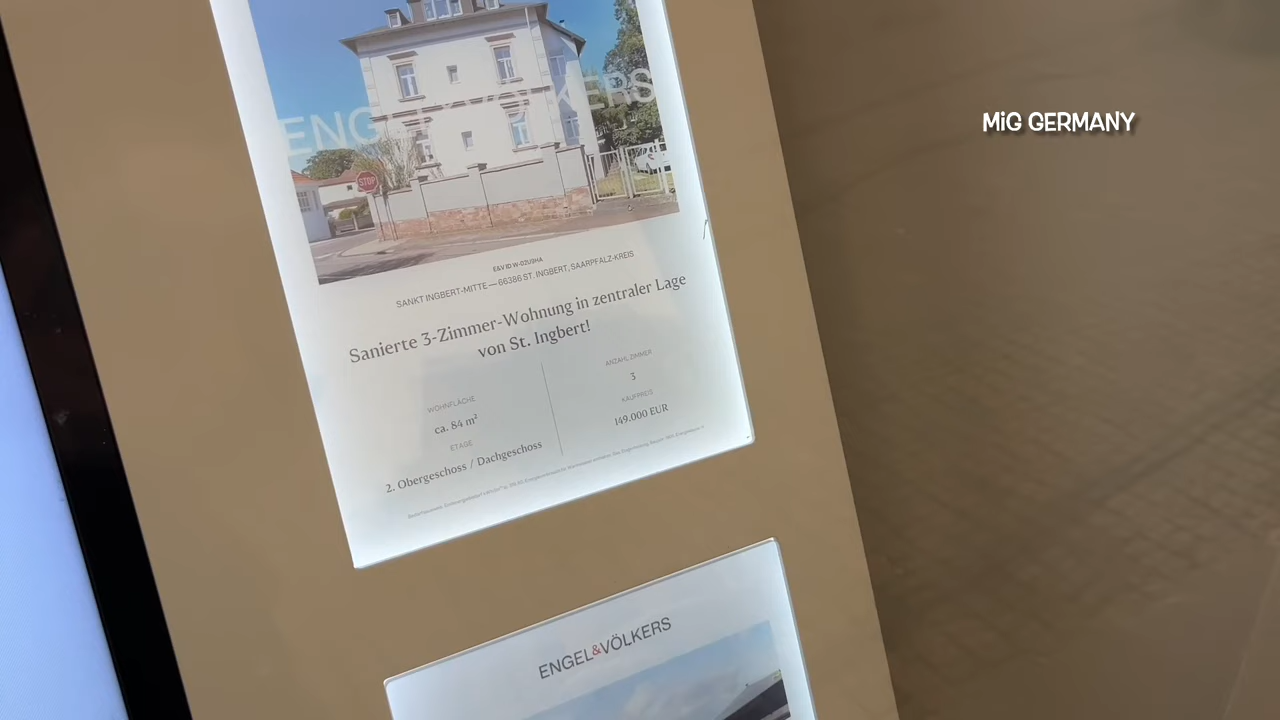 MiG GERMANY
ENGEL&VÖLKERS
STOP
E&V ID W-02U9HA
SANKT INGBERT-MITTE — 66386 ST. INGBERT, SAARPFALZ-KREIS
Sanierte 3-Zimmer-Wohnung in zentraler Lage
von St. Ingbert!
WOHNFLÄCHE
ca. 84 m²
ETAGE
2. Obergeschoss / Dachgeschoss
ANZAHL ZIMMER
3
KAUFPREIS
149.000 EUR
ENGEL&VÖLKERS